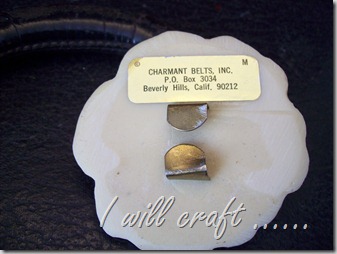 M
CHARMANT BELTS, INC.
P.O. Box 3034
Beverly Hills, Calif. 90212
I will craft ......